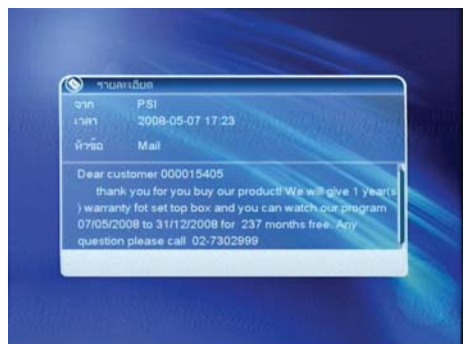 รายละเอียด
จาก PSI
เวลา 2008-05-07 17:23
หัวข้อ Mail
Dear customer 000015405
thank you for you buy our product! We will give 1 year(s
) warranty fot set top box and you can watch our program
07/05/2008 to 31/12/2008 for 237 months free. Any
question please call 02-7302999